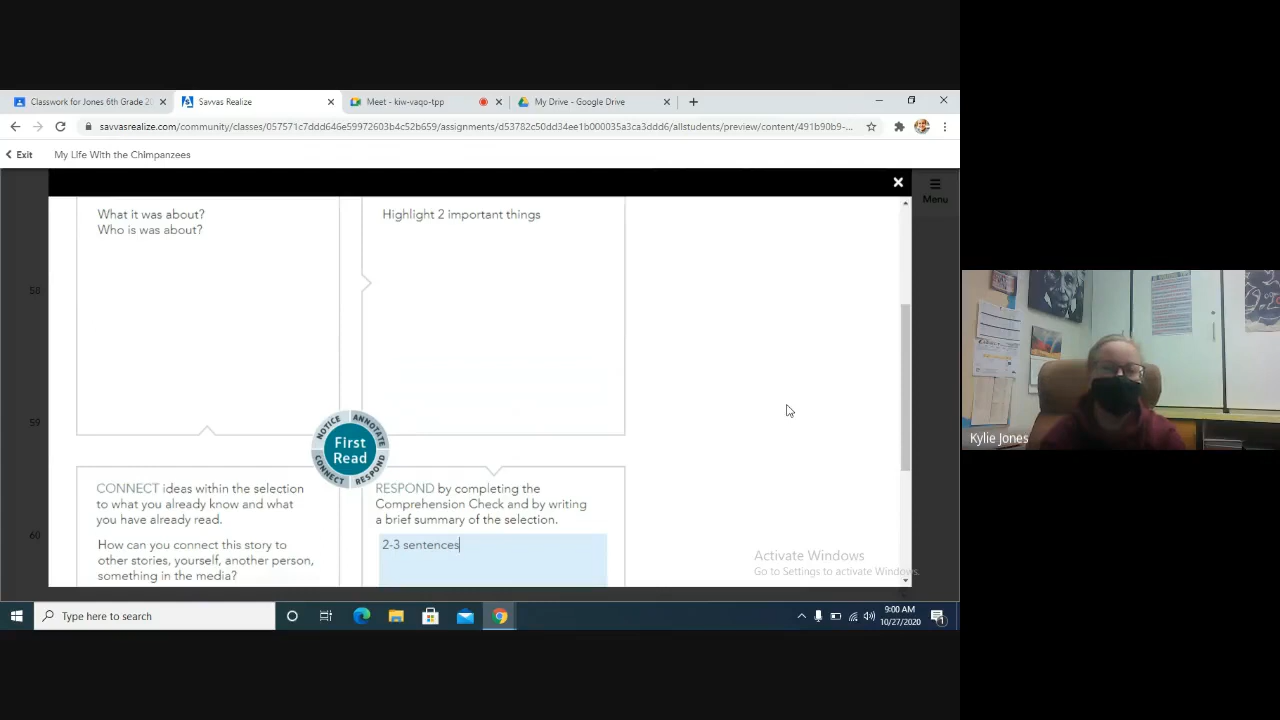 Classwork for Jones 6th Grade 2
Savvas Realize
Meet - kiw-vaqo-tpp
My Drive - Google Drive
savvasrealize.com/community/classes/057571c7ddd646e59972603b4c52b659/assignments/d53782c50dd34ee1b000035a3ca3ddd6/allstudents/preview/content/491b90b9-...
Exit
My Life With the Chimpanzees
Menu
What it was about?
Who is was about?
Highlight 2 important things
58
59
60
NOTICE
ANNOTATE
CONNECT
RESPOND
First
Read
CONNECT ideas within the selection
to what you already know and what
you have already read.
How can you connect this story to
other stories, yourself, another person,
something in the media?
RESPOND by completing the
Comprehension Check and by writing
a brief summary of the selection.
2-3 sentences
Activate Windows
Go to Settings to activate Windows.
Kylie Jones
Type here to search
9:00 AM
10/27/2020
1